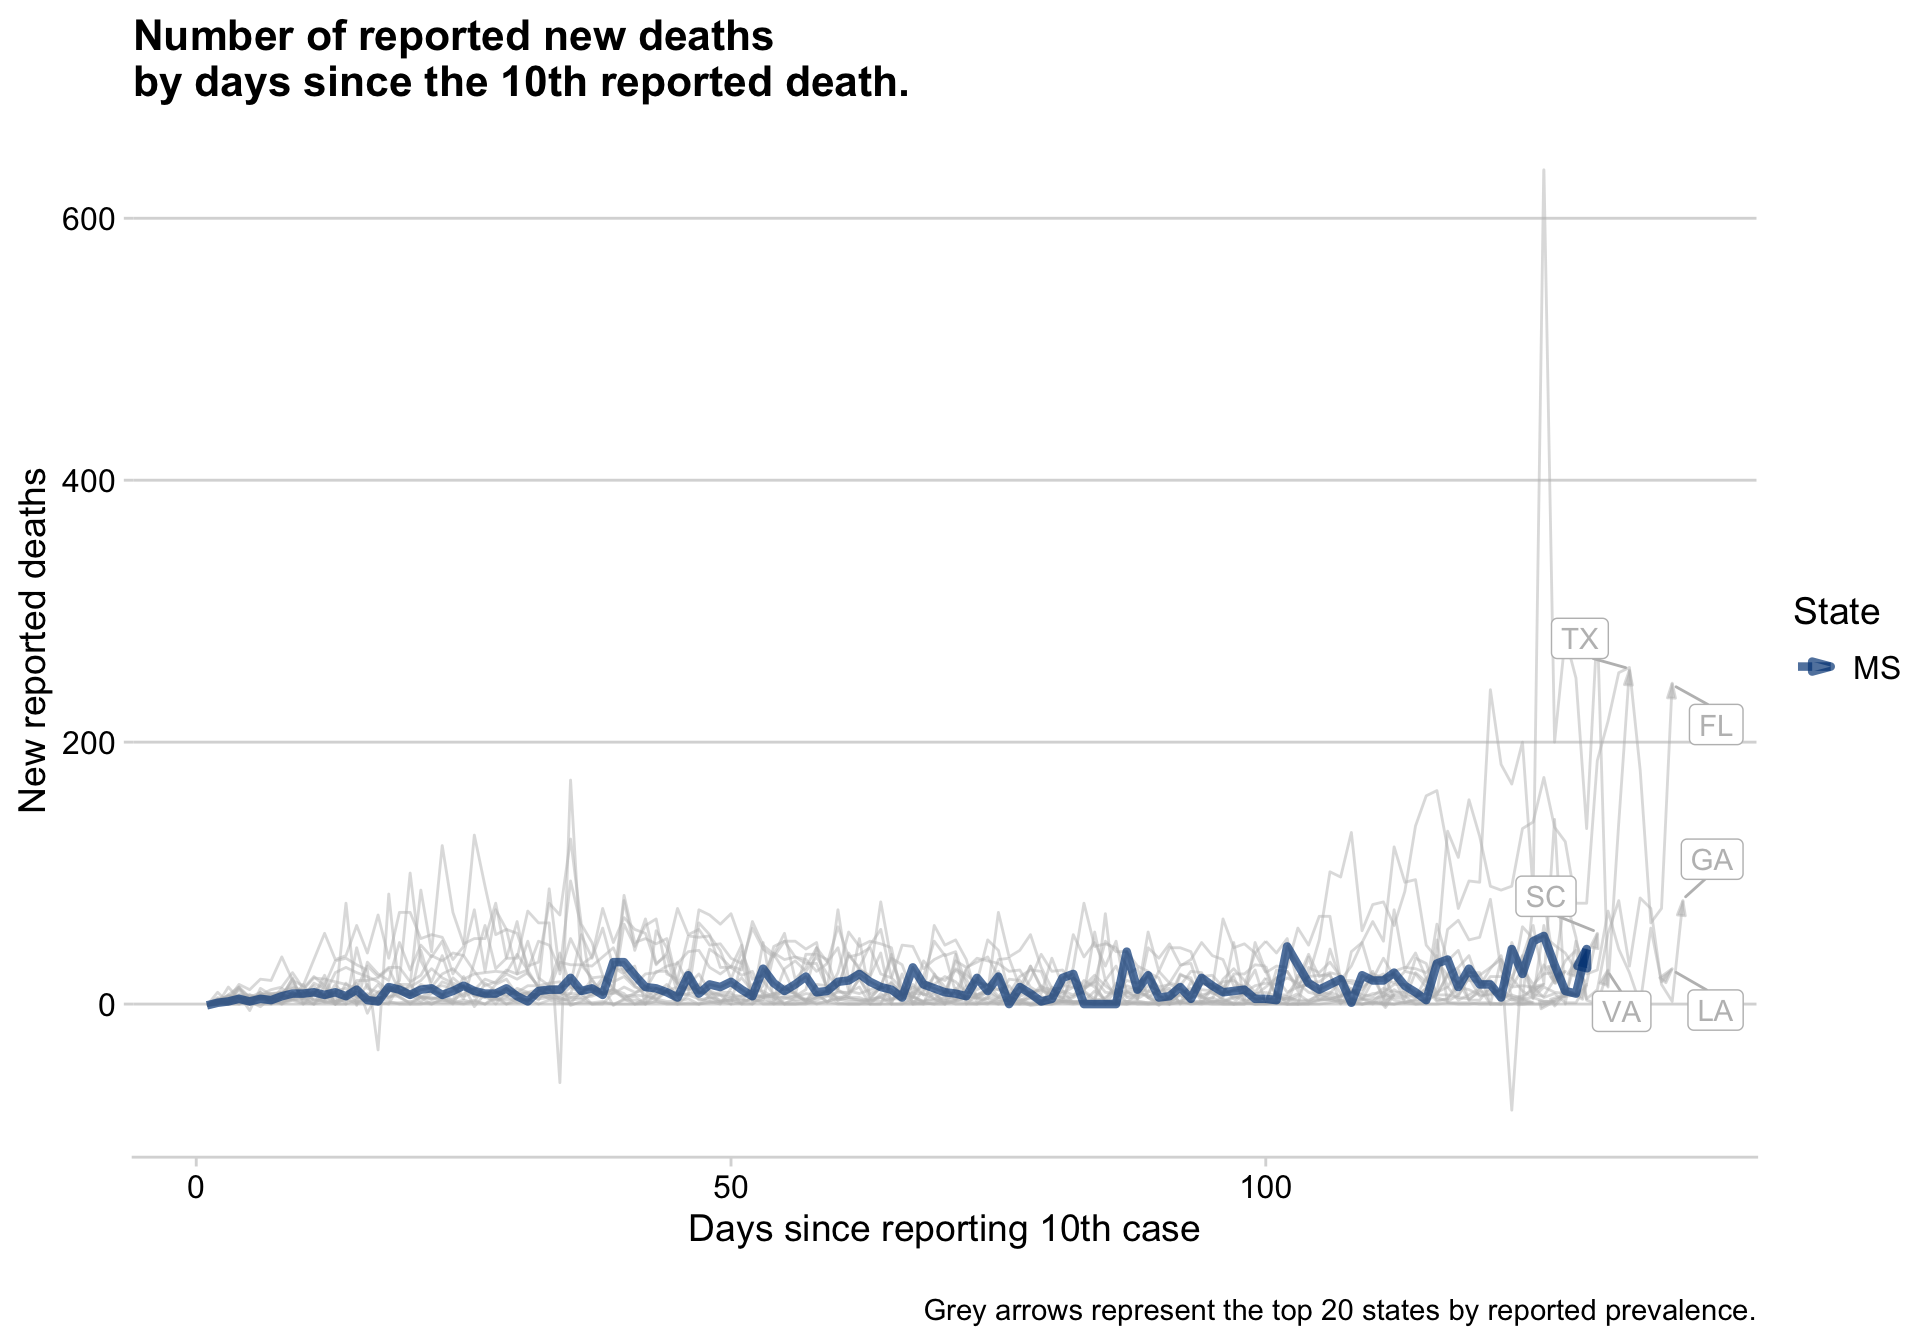 Number of reported new deaths
by days since the 10th reported death.
New reported deaths
600
400
200
0
TX
FL
GA
SC
VA
LA
State
MS
0
50
100
Days since reporting 10th case
Grey arrows represent the top 20 states by reported prevalence.